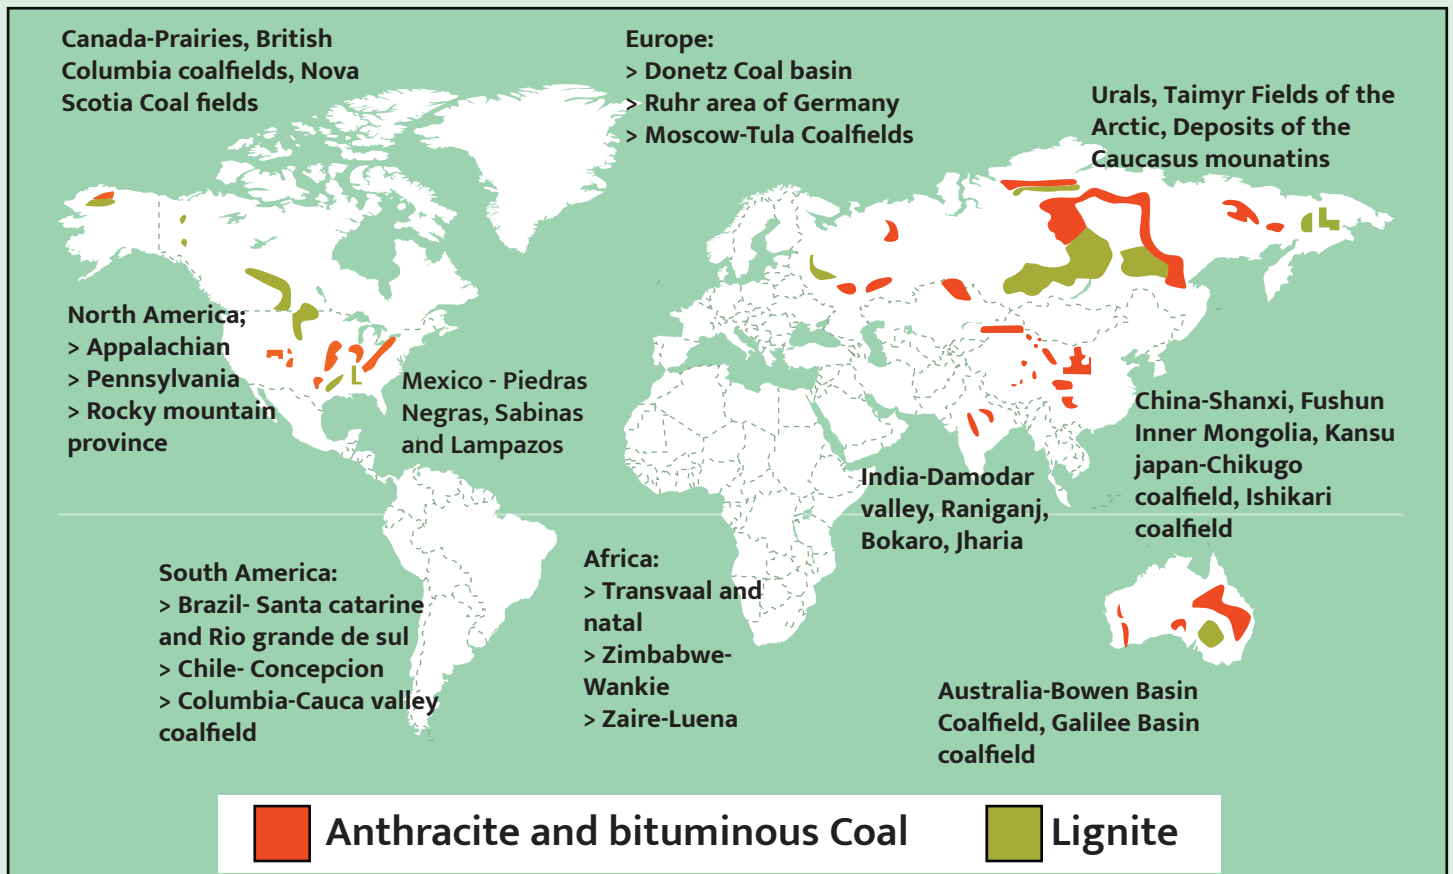 Canada-Prairies, British
Columbia coalfields, Nova
Scotia Coal fields
Europe:
> Donetz Coal basin
> Ruhr area of Germany
> Moscow-Tula Coalfields
Urals, Taimyr Fields of the
Arctic, Deposits of the
Caucasus mounatins
North America;
> Appalachian
> Pennsylvania
> Rocky mountain
province
Mexico - Piedras
Negras, Sabinas
and Lampazos
China-Shanxi, Fushun
Inner Mongolia, Kansu
japan-Chikugo
coalfield, Ishikari
coalfield
India-Damodar
valley, Raniganj,
Bokaro, Jharia
South America:
> Brazil- Santa catarine
and Rio grande de sul
> Chile- Concepcion
> Columbia-Cauca valley
coalfield
Africa:
> Transvaal and
natal
> Zimbabwe-
Wankie
> Zaire-Luena
Australia-Bowen Basin
Coalfield, Galilee Basin
coalfield
Anthracite and bituminous Coal
Lignite